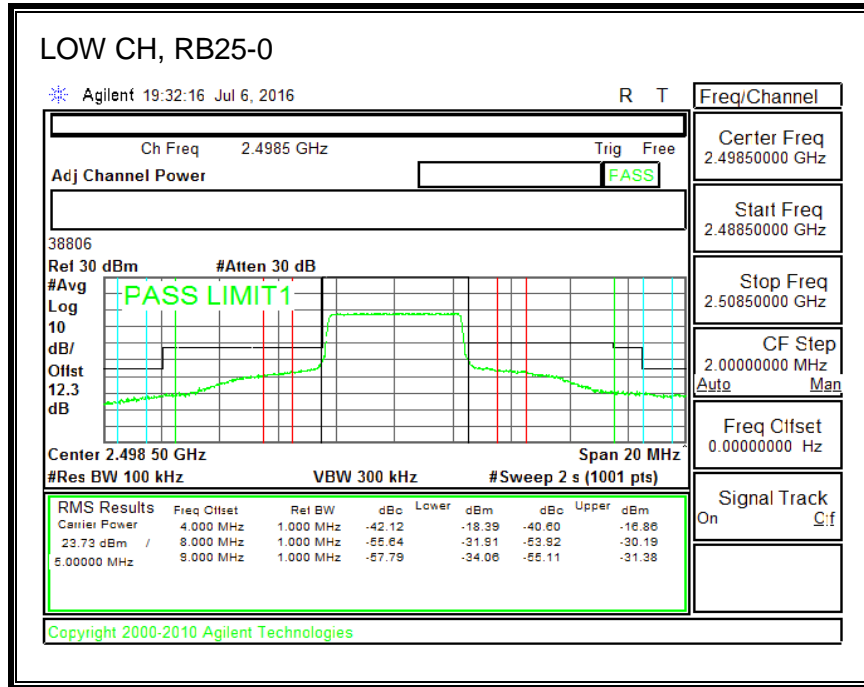 LOW CH, RB25-0
Agilent 19:32:16 Jul 6, 2016 R T
Freq/Channel
Ch Freq 2.4985 GHz Trig Free
Adj Channel Power PASS
Center Freq
2.49850000 GHz
Start Freq
2.48850000 GHz
38806
Ref 30 dBm #Atten 30 dB
#Avg
Log
10
dB/
Offst
12.3
dB
PASS LIMIT1
Stop Freq
2.50850000 GHz
CF Step
2.00000000 MHz
Auto Man
Freq Offset
0.00000000 Hz
Center 2.498 50 GHz Span 20 MHz
#Res BW 100 kHz VBW 300 kHz #Sweep 2 s (1001 pts)
Signal Track
On Off
RMS Results Freq Offset Ref BW dBc Lower dBm dBc Upper dBm
Carrier Power 4.000 MHz 1.000 MHz -42.12 -18.39 -40.60 -16.86
23.73 dBm / 8.000 MHz 1.000 MHz -55.64 -31.91 -53.92 -30.19
5.00000 MHz 9.000 MHz 1.000 MHz -57.79 -34.06 -55.11 -31.38
Copyright 2000-2010 Agilent Technologies